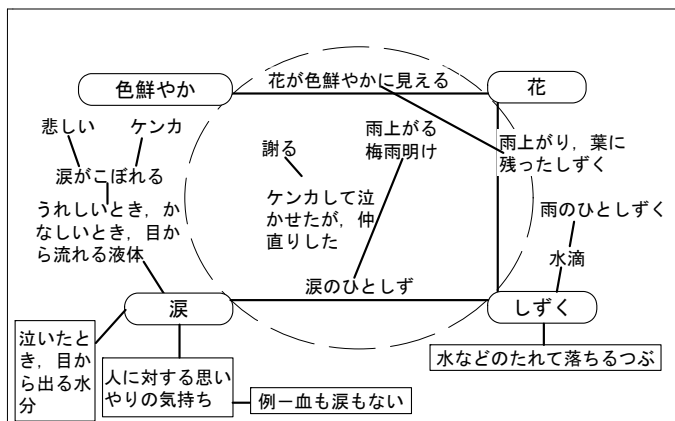 色鮮やか
花が色鮮やかに見える
花
悲しい
ケンカ
涙がこぼれる
うれしいとき，か
なしいとき，目か
ら流れる液体
謝る
ケンカして泣
かせたが，仲
直りした
雨上がる
梅雨明け
雨上がり，葉に
残ったしずく
雨のひとしずく
水滴
涙のひとしず
涙
しずく
泣いたと
き，目か
ら出る水
分
人に対する思い
やりの気持ち
例－血も涙もない
水などのたれて落ちるつぶ